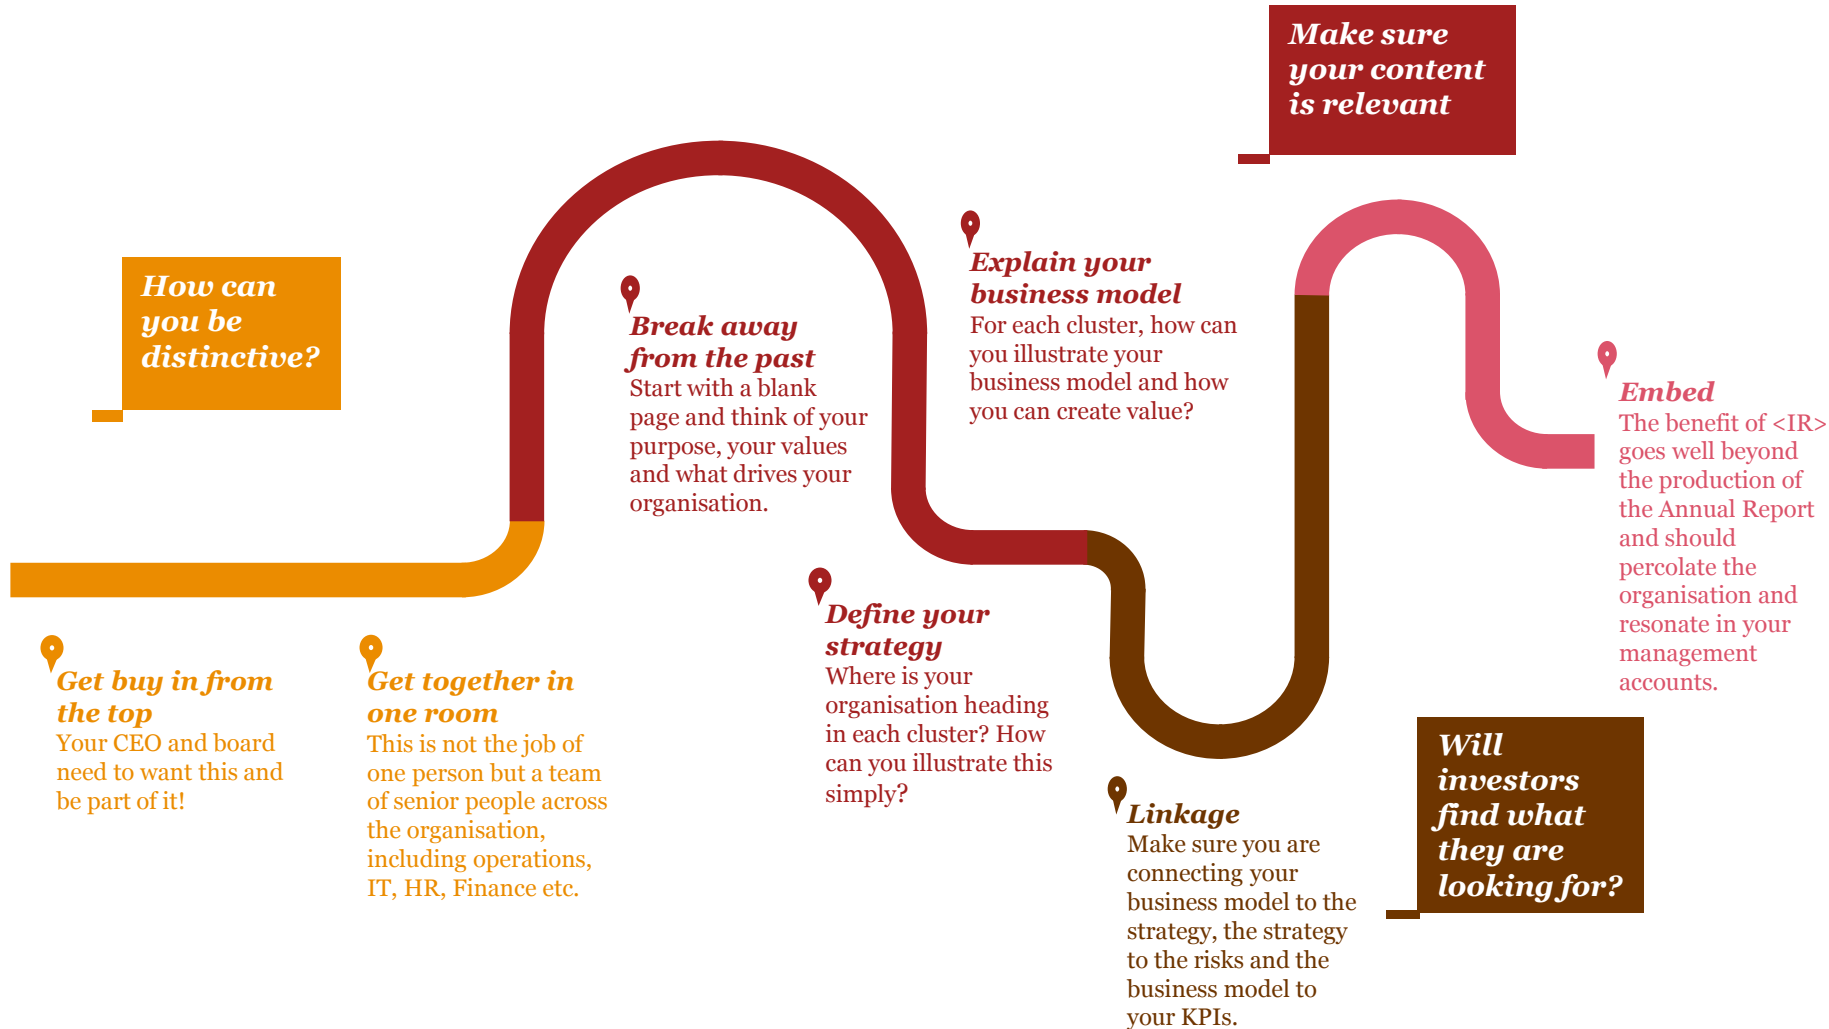 How can
you be
distinctive?
Get buy in from
the top
Your CEO and board
need to want this and
be part of it!
Get together in
one room
This is not the job of
one person but a team
of senior people across
the organisation,
including operations,
IT, HR, Finance etc.
Break away
from the past
Start with a blank
page and think of your
purpose, your values
and what drives your
organisation.
Define your
strategy
Where is your
organisation heading
in each cluster? How
can you illustrate this
simply?
Explain your
business model
For each cluster, how can
you illustrate your
business model and how
you can create value?
Make sure
your content
is relevant
Linkage
Make sure you are
connecting your
business model to the
strategy, the strategy
to the risks and the
business model to
your KPIs.
Will
investors
find what
they are
looking for?
Embed
The benefit of <IR>
goes well beyond
the production of
the Annual Report
and should
percolate the
organisation and
resonate in your
management
accounts.